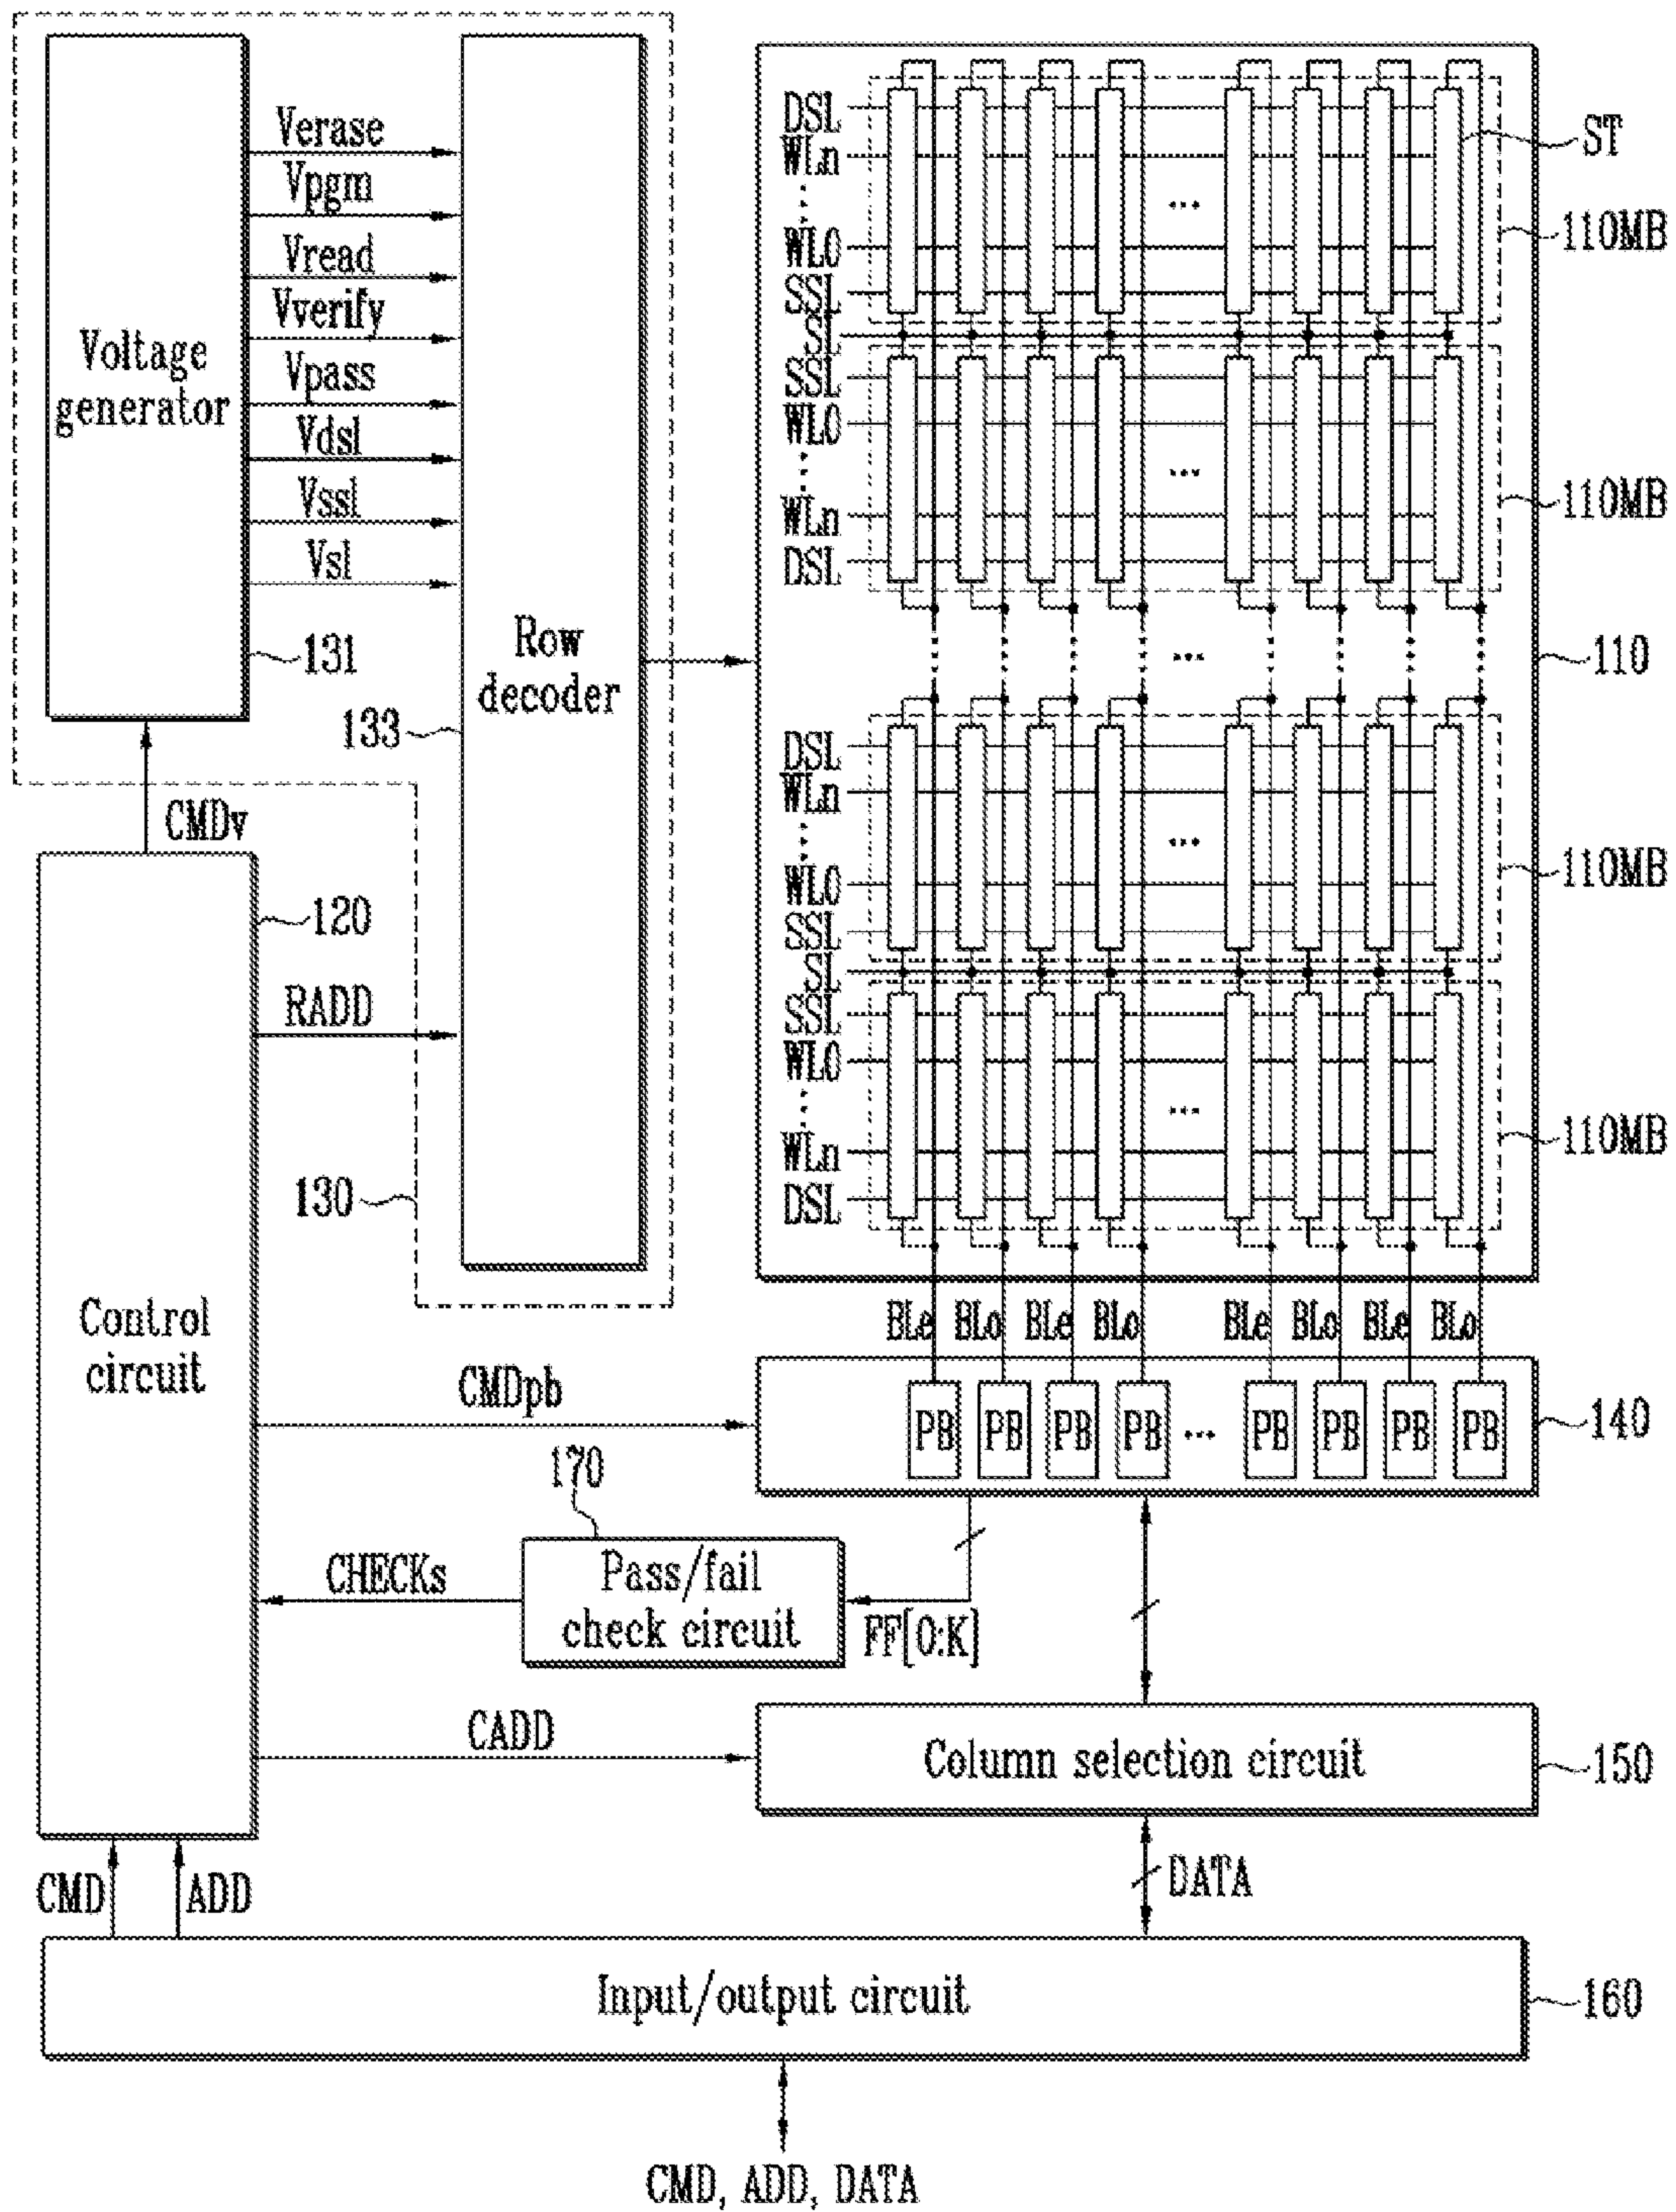 Voltage
generator
131
Verase
Vpgm
Vread
Vverify
Vpass
Vdsl
Vssl
Vsl
Row
decoder
133
130
CMDv
DSL
WLn
⋮
WL0
SSL
SL
SSL
WL0
⋮
WLn
DSL
DSL
WLn
⋮
WL0
SSL
SL
SSL
WL0
⋮
WLn
DSL
...
...
...
...
...
ST
110MB
110MB
110
110MB
110MB
Control
circuit
120
RADD
BLe BLo BLe BLo BLe BLo BLe BLo
CMDpb
PB PB PB PB ... PB PB PB PB
140
170
Pass/fail
check circuit
CHECKs
FF[0:K]
CADD
Column selection circuit
150
CMD
ADD
DATA
Input/output circuit
160
CMD, ADD, DATA